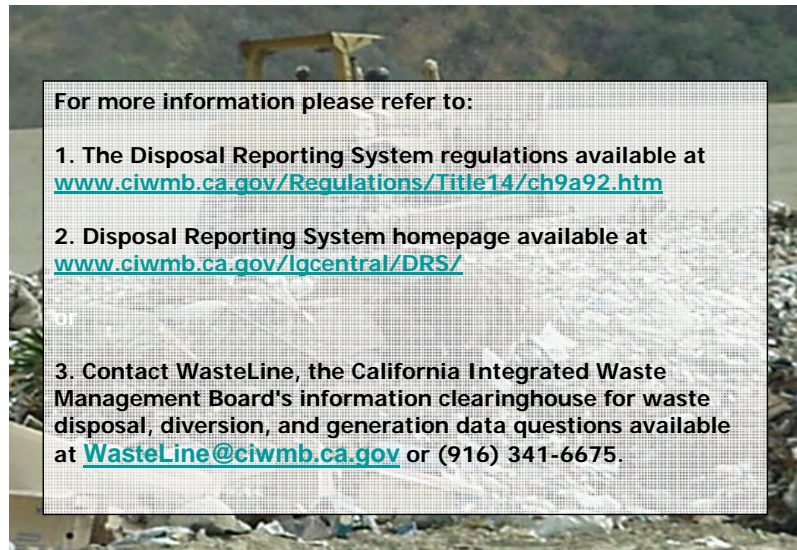 For more information please refer to:
1. The Disposal Reporting System regulations available at
www.ciwmb.ca.gov/Regulations/Title14/ch9a92.htm
2. Disposal Reporting System homepage available at
www.ciwmb.ca.gov/lgcentral/DRS/
or
3. Contact WasteLine, the California Integrated Waste
Management Board's information clearinghouse for waste
disposal, diversion, and generation data questions available
at WasteLine@ciwmb.ca.gov or (916) 341-6675.